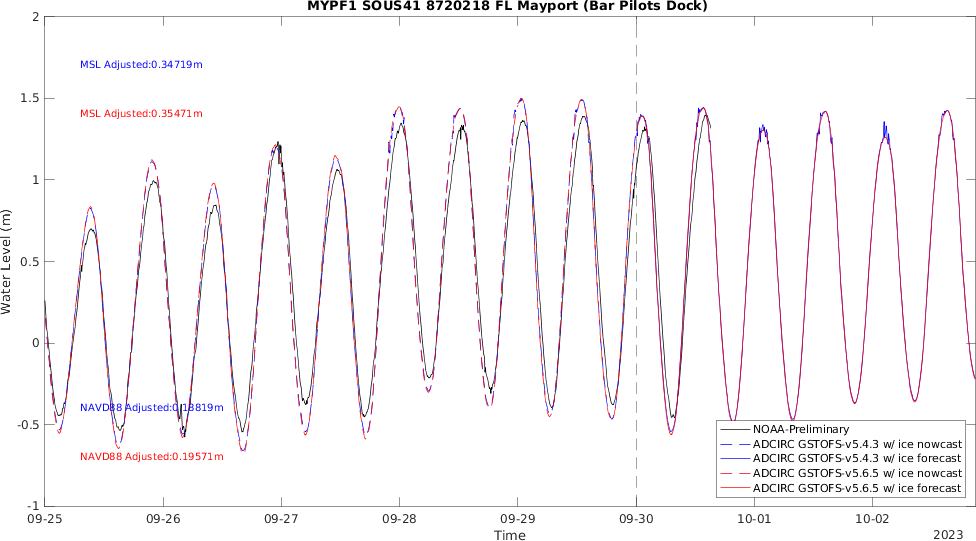 MYPF1 SOUS41 8720218 FL Mayport (Bar Pilots Dock)
2
1.5
1
0.5
0
-0.5
-1
Water Level (m)
MSL Adjusted:0.34719m
MSL Adjusted:0.35471m
NAVD88 Adjusted:0.13819m
NAVD88 Adjusted:0.19571m
NOAA-Preliminary
ADCIRC GSTOFS-v5.4.3 w/ ice nowcast
ADCIRC GSTOFS-v5.4.3 w/ ice forecast
ADCIRC GSTOFS-v5.6.5 w/ ice nowcast
ADCIRC GSTOFS-v5.6.5 w/ ice forecast
09-25 09-26 09-27 09-28 09-29 09-30 10-01 10-02
Time
2023